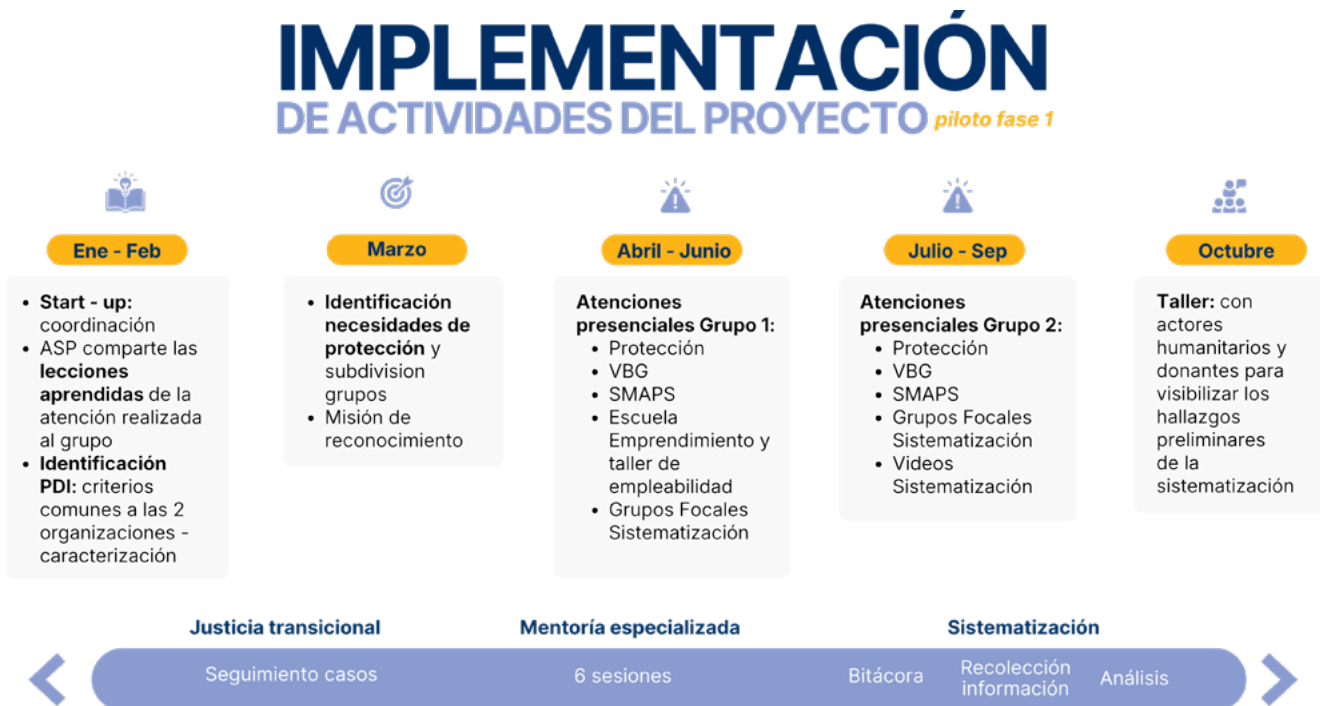 IMPLEMENTACIÓN
DE ACTIVIDADES DEL PROYECTO piloto fase 1
Ene - Feb
• Start - up:
coordinación
• ASP comparte las
lecciones
aprendidas de la
atención realizada
al grupo
• Identificación
PDI: criterios
comunes a las 2
organizaciones -
caracterización
Marzo
• Identificación
necesidades de
protección y
subdivision
grupos
• Misión de
reconocimiento
Abril - Junio
Atenciones
presenciales Grupo 1:
• Protección
• VBG
• SMAPS
• Escuela
Emprendimiento y
taller de
empleabilidad
• Grupos Focales
Sistematización
Julio - Sep
Atenciones
presenciales Grupo 2:
• Protección
• VBG
• SMAPS
• Grupos Focales
Sistematización
• Videos
Sistematización
Octubre
Taller: con
actores
humanitarios y
donantes para
visibilizar los
hallazgos
preliminares
de la
sistematización
Justicia transicional
Seguimiento casos
Mentoría especializada
6 sesiones
Sistematización
Bitácora
Recolección
información
Análisis